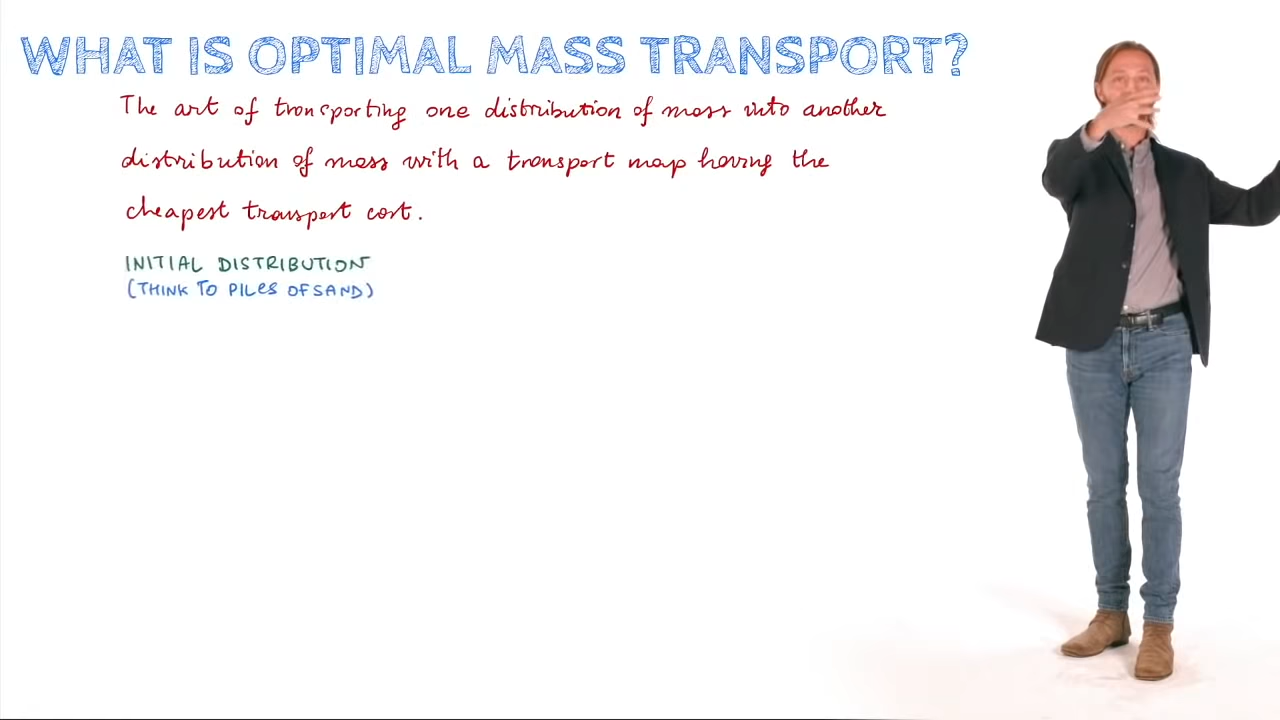 WHAT IS OPTIMAL MASS TRANSPORT?
The art of transporting one distribution of mass into another
distribution of mass with a transport map having the
cheapest transport cost.
INITIAL DISTRIBUTION
(THINK TO PILES OF SAND)